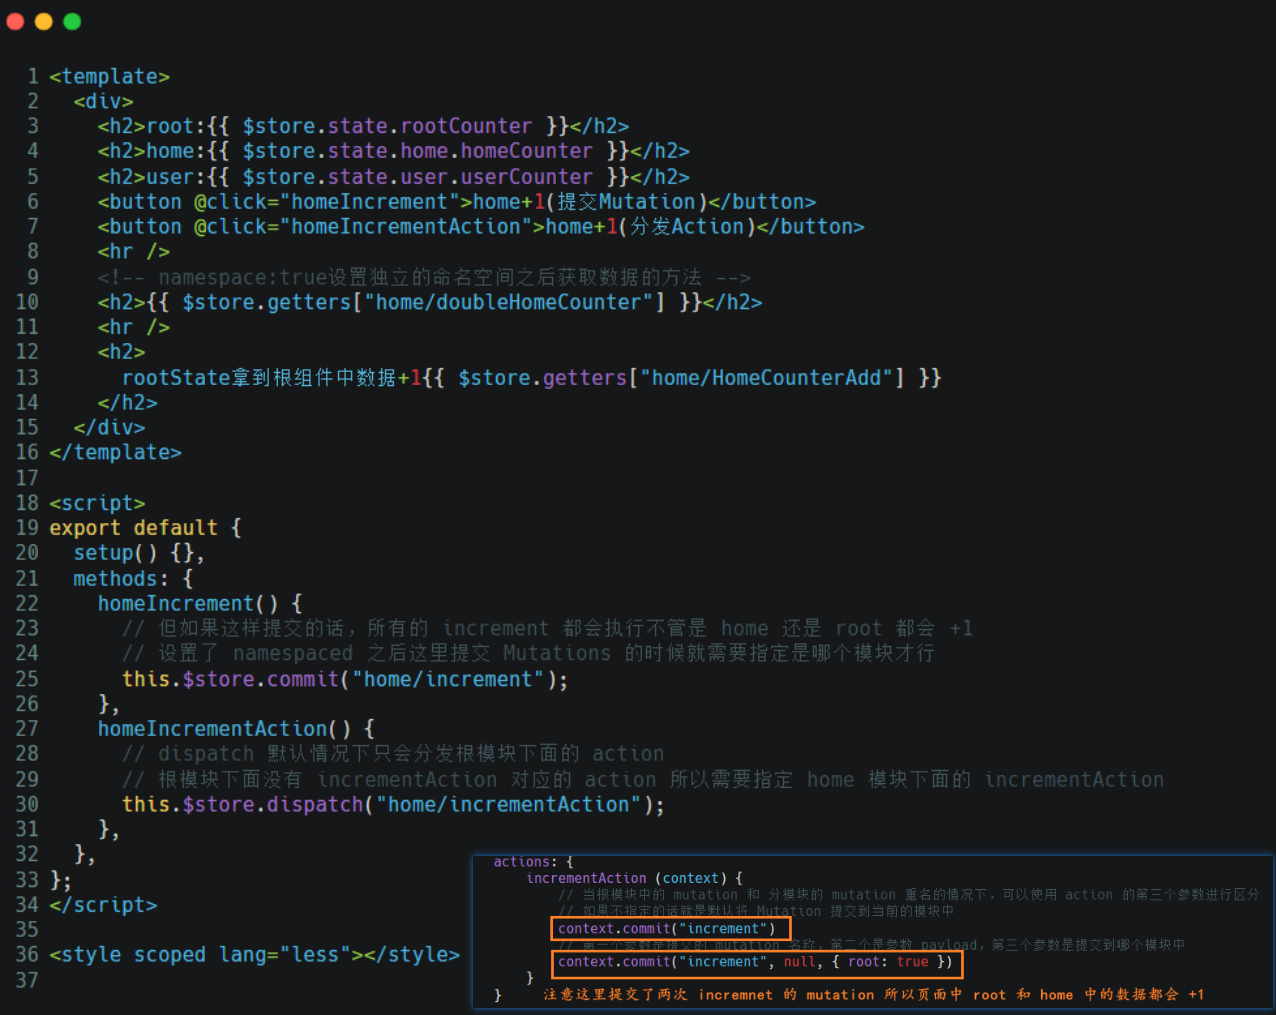 1 <template>
2 <div>
3 <h2>root:{{ $store.state.rootCounter }}</h2>
4 <h2>home:{{ $store.state.home.homeCounter }}</h2>
5 <h2>user:{{ $store.state.user.userCounter }}</h2>
6 <button @click="homeIncrement">home+1(提交Mutation)</button>
7 <button @click="homeIncrementAction">home+1(分发Action)</button>
8 <hr />
9 <!-- namespace:true设置独立的命名空间之后获取数据的方法 -->
10 <h2>{{ $store.getters["home/doubleHomeCounter"] }}</h2>
11 <hr />
12 <h2>
13 rootState拿到根组件中数据+1{{ $store.getters["home/HomeCounterAdd"] }}
14 </h2>
15 </div>
16 </template>
17
18 <script>
19 export default {
20 setup() {},
21 methods: {
22 homeIncrement() {
23 // 但如果这样提交的话，所有的 increment 都会执行不管是 home 还是 root 都会 +1
24 // 设置了 namespaced 之后这里提交 Mutations 的时候就需要指定是哪个模块才行
25 this.$store.commit("home/increment");
26 },
27 homeIncrementAction() {
28 // dispatch 默认情况下只会分发根模块下面的 action
29 // 根模块下面没有 incrementAction 对应的 action 所以需要指定 home 模块下面的 incrementAction
30 this.$store.dispatch("home/incrementAction");
31 },
32 },
33 };
34 </script>
35
36 <style scoped lang="less"></style>
37
actions: {
incrementAction (context) {
// 当根模块中的 mutation 和 分模块的 mutation 重名的情况下，可以使用 action 的第三个参数进行区分
// 如果不指定的话就是默认将 Mutation 提交到当前的模块中
context.commit("increment")
// 第一个参数是提交的 mutation 名称，第二个是参数 payload，第三个参数是提交到哪个模块中
context.commit("increment", null, { root: true })
}
}
注意这里提交了两次 incremnet 的 mutation 所以页面中 root 和 home 中的数据都会 +1